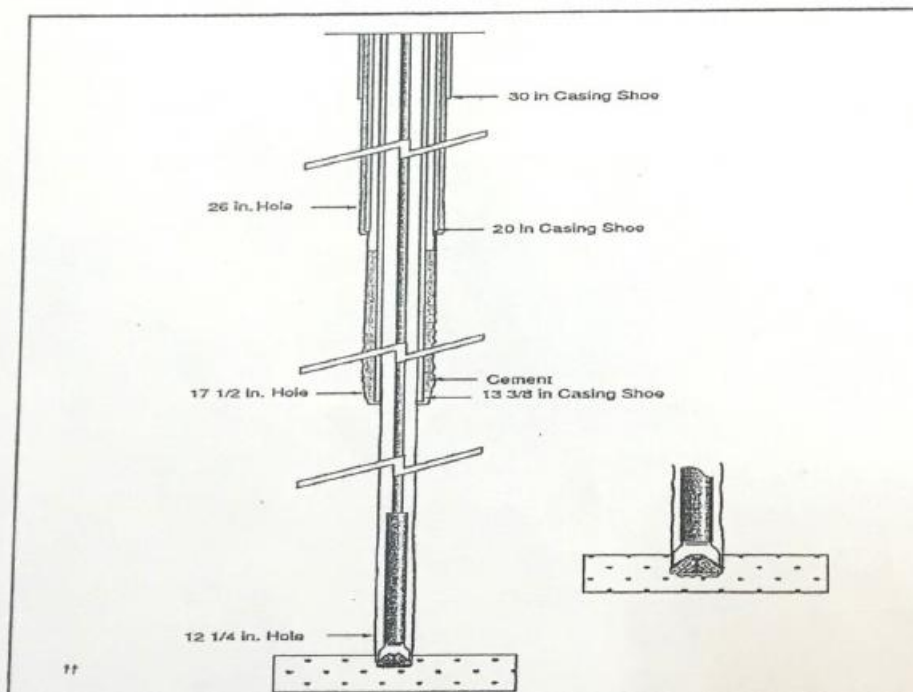 30 in Casing Shoe
26 in. Hole
20 in Casing Shoe
Cement
17 1/2 in. Hole
13 3/8 in Casing Shoe
12 1/4 in. Hole